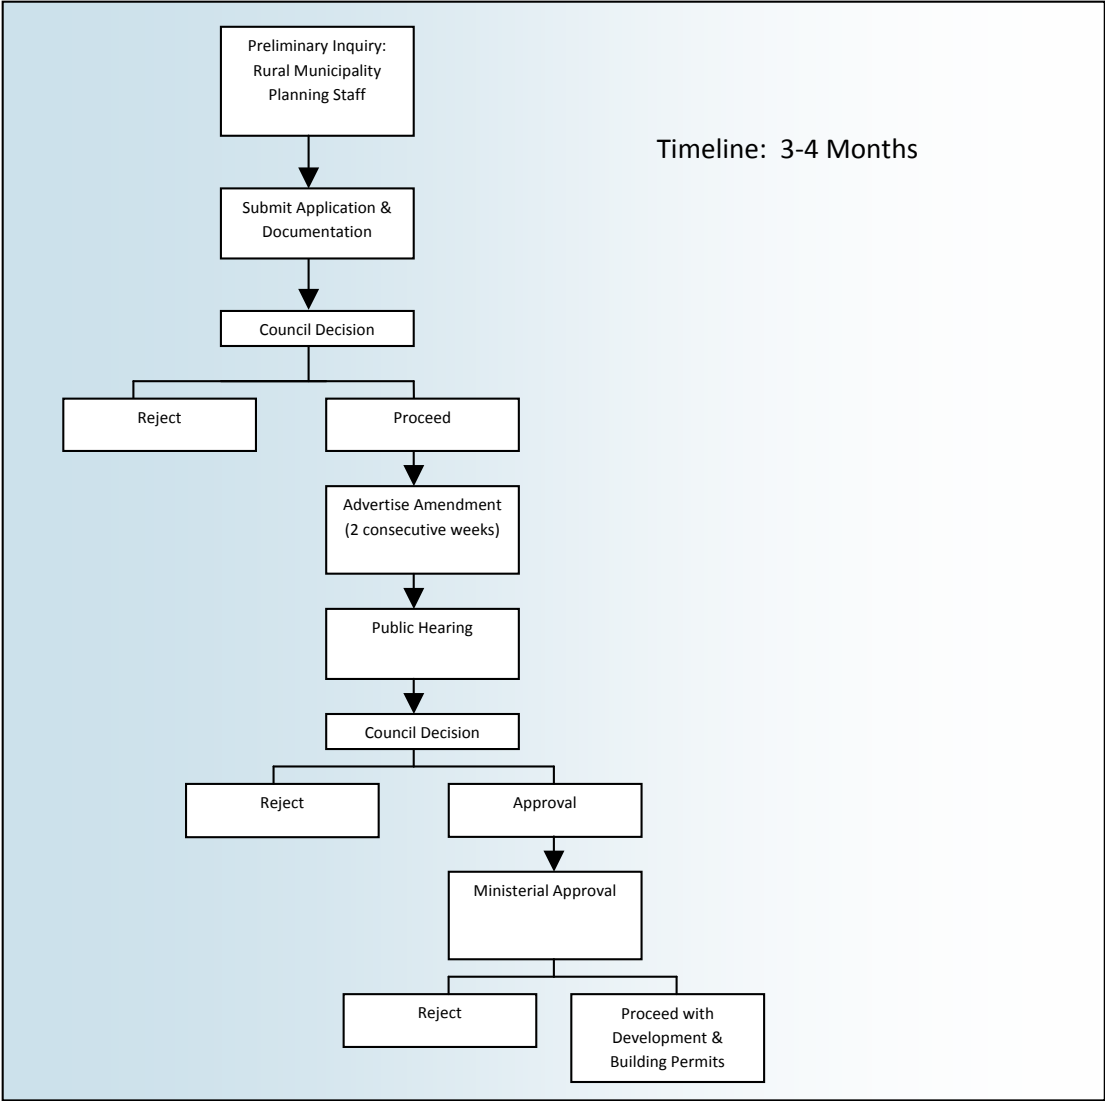 Preliminary Inquiry:
Rural Municipality
Planning Staff
Timeline:  3-4 Months
Submit Application &
Documentation
Council Decision
Reject
Proceed
Advertise Amendment
(2 consecutive weeks)
Public Hearing
Council Decision
Reject
Approval
Ministerial Approval
Reject
Proceed with
Development &
Building Permits